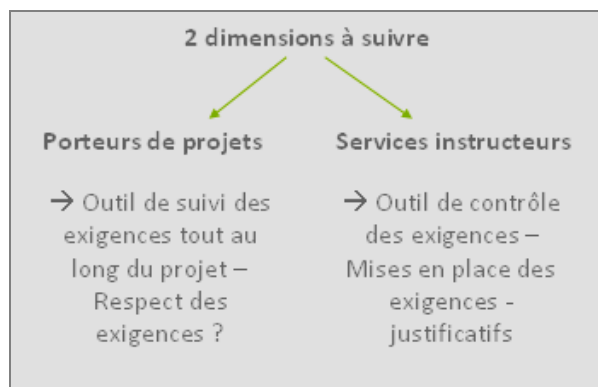 2 dimensions à suivre
Porteurs de projets
→ Outil de suivi des
exigences tout au
long du projet –
Respect des
exigences ?
Services instructeurs
→ Outil de contrôle
des exigences –
Mises en place des
exigences -
justificatifs